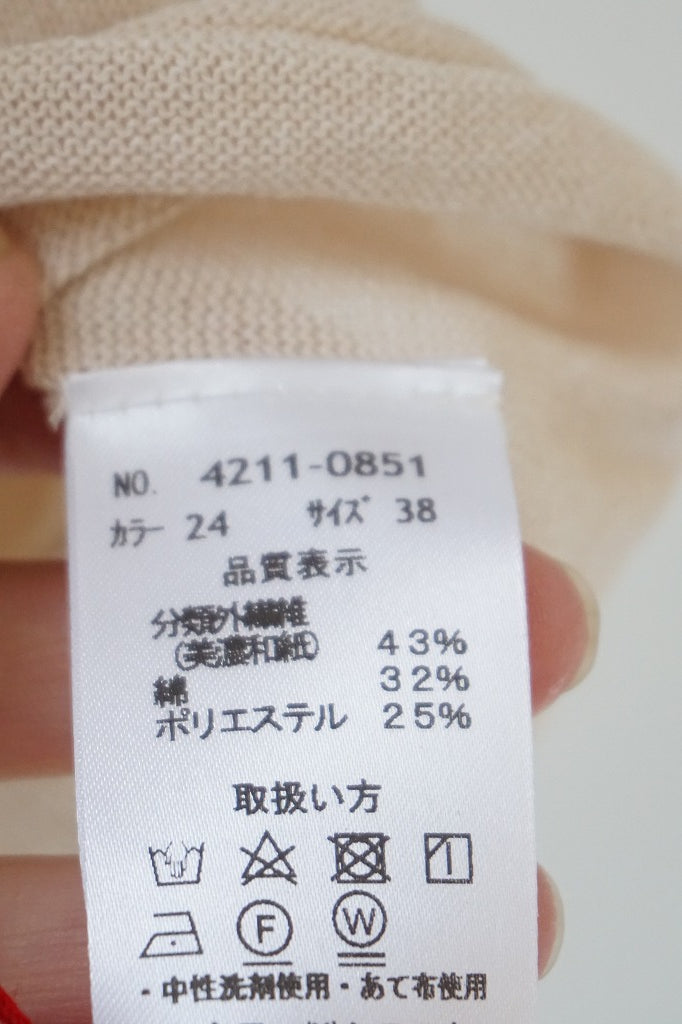 NO. 4211-0851
カラー 24 サイズ 38
品質表示
分類外繊維
(美濃和紙) 43%
綿 32%
ポリエステル 25%
取扱い方
F W
・中性洗剤使用・あて布使用